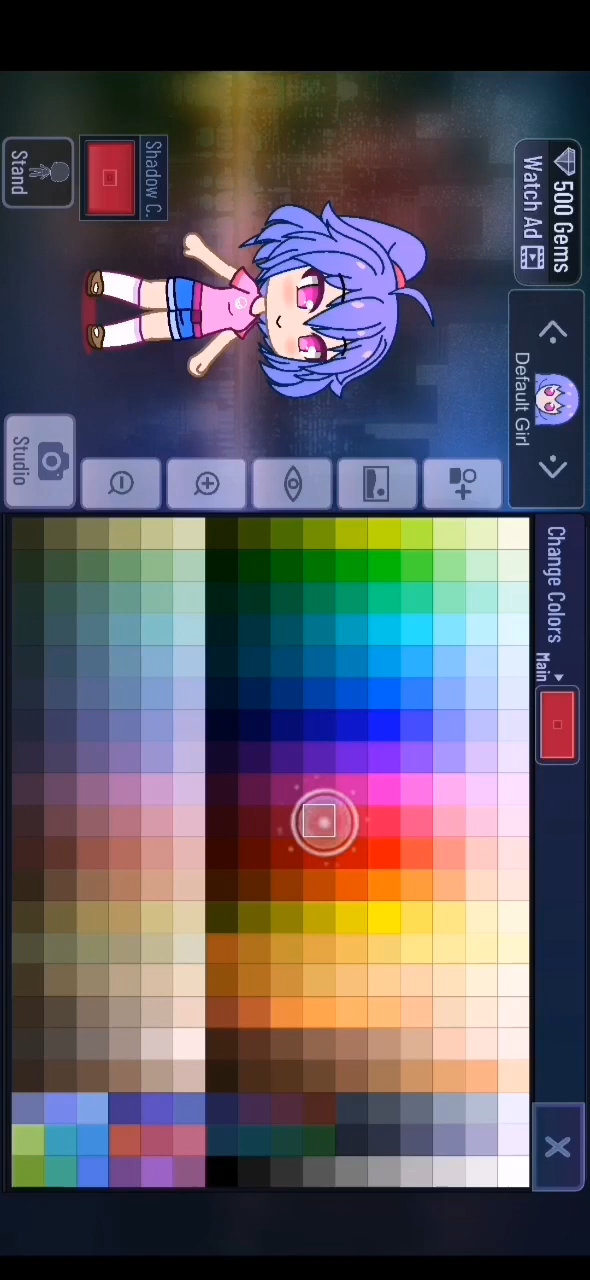 500 Gems
Watch Ad
Default Girl
Shadow C.
Stand
Studio
Change Colors
Main
X